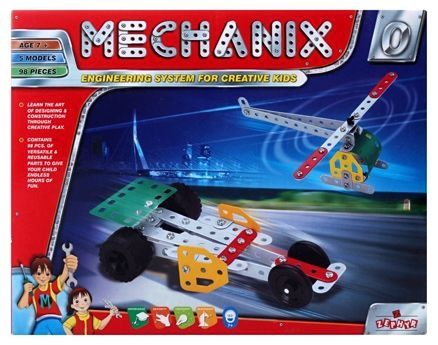 MECHANIX
0
AGE 7 +
5 MODELS
98 PIECES
ENGINEERING SYSTEM FOR CREATIVE KIDS
LEARN THE ART
OF DESIGNING &
CONSTRUCTION
THROUGH
CREATIVE PLAY.
CONTAINS
98 PCS. OF
VERSATILE &
REUSABLE
PARTS TO GIVE
YOUR CHILD
ENDLESS
HOURS OF
FUN.
M
ZEPHYR